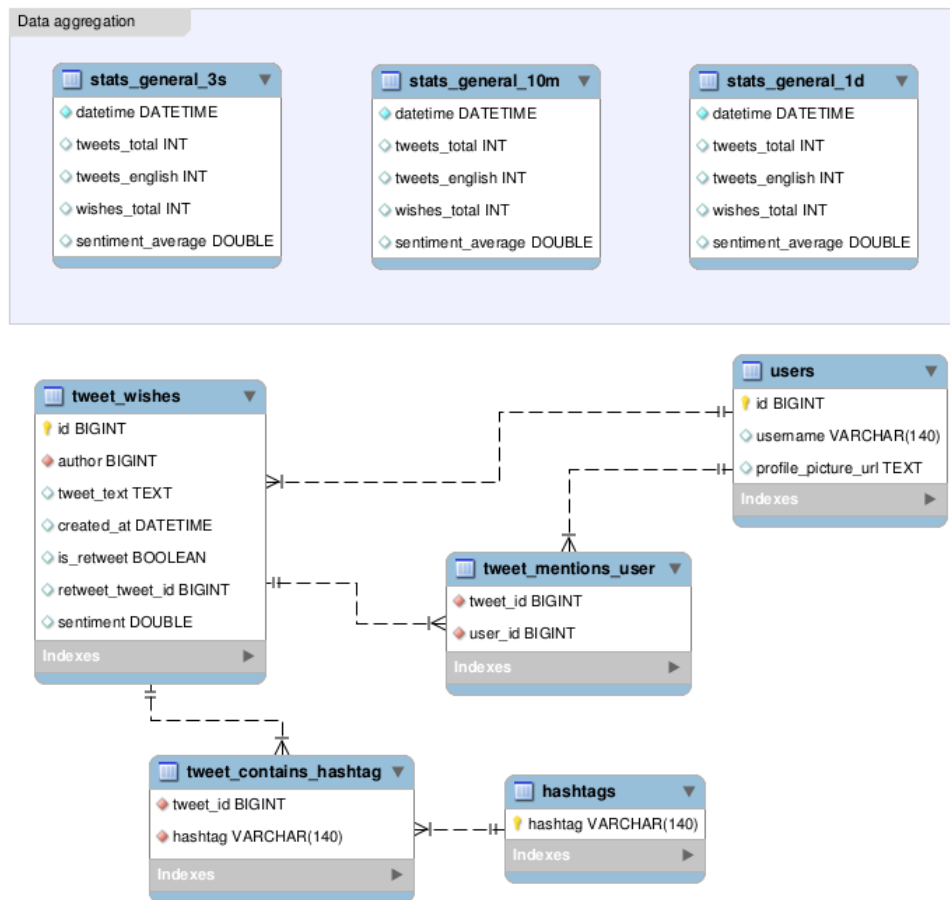 Data aggregation
stats_general_3s
datetime DATETIME
tweets_total INT
tweets_english INT
wishes_total INT
sentiment_average DOUBLE
stats_general_10m
datetime DATETIME
tweets_total INT
tweets_english INT
wishes_total INT
sentiment_average DOUBLE
stats_general_1d
datetime DATETIME
tweets_total INT
tweets_english INT
wishes_total INT
sentiment_average DOUBLE
tweet_wishes
id BIGINT
author BIGINT
tweet_text TEXT
created_at DATETIME
is_retweet BOOLEAN
retweet_tweet_id BIGINT
sentiment DOUBLE
Indexes
users
id BIGINT
username VARCHAR(140)
profile_picture_url TEXT
Indexes
tweet_mentions_user
tweet_id BIGINT
user_id BIGINT
Indexes
tweet_contains_hashtag
tweet_id BIGINT
hashtag VARCHAR(140)
Indexes
hashtags
hashtag VARCHAR(140)
Indexes